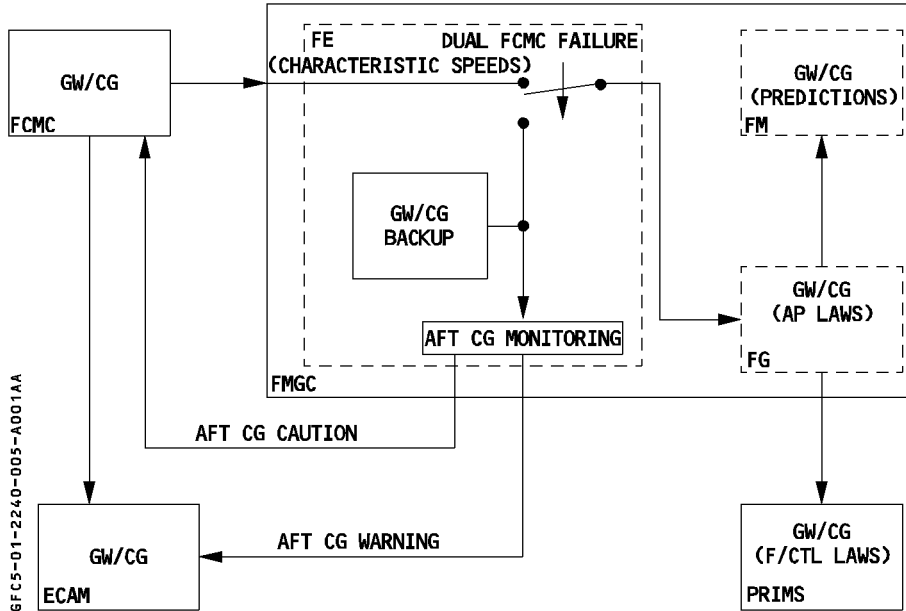 FE
DUAL FCMC FAILURE
(CHARACTERISTIC SPEEDS)
GW/CG
FCMC
GW/CG
(PREDICTIONS)
FM
GW/CG
BACKUP
GW/CG
(AP LAWS)
FG
AFT CG MONITORING
FMGC
AFT CG CAUTION
AFT CG WARNING
GW/CG
ECAM
GW/CG
(F/CTL LAWS)
PRIMS
GFC5-01-2240-005-A001AA